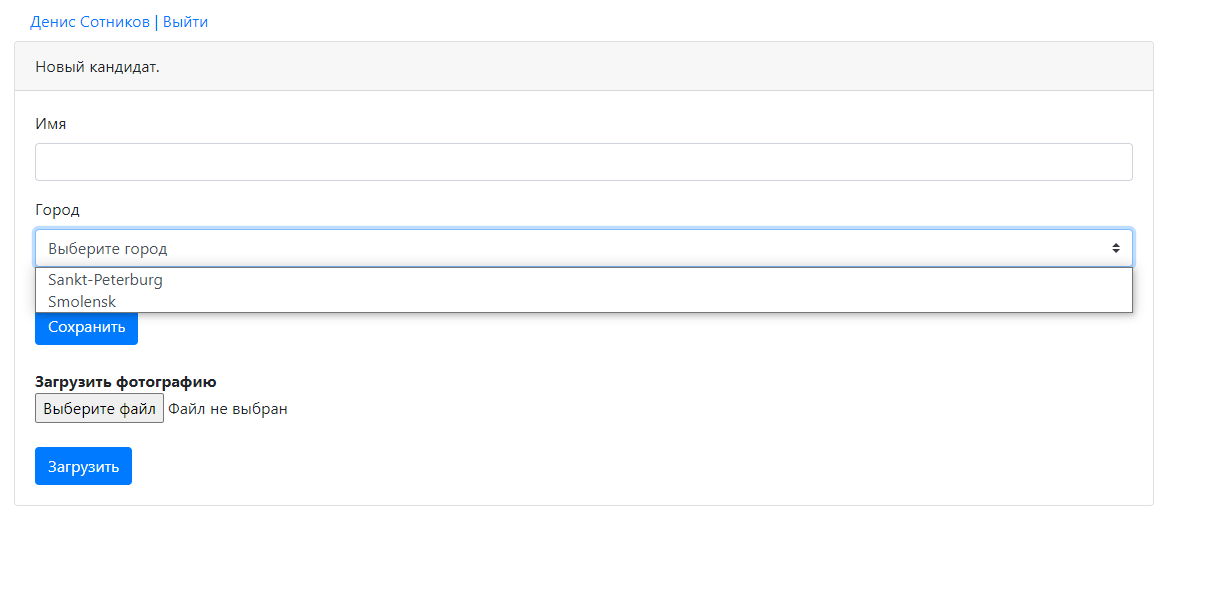 Денис Сотников | Выйти
Новый кандидат.
Имя
Город
Выберите город
Sankt-Peterburg
Smolensk
Сохранить
Загрузить фотографию
Выберите файл Файл не выбран
Загрузить